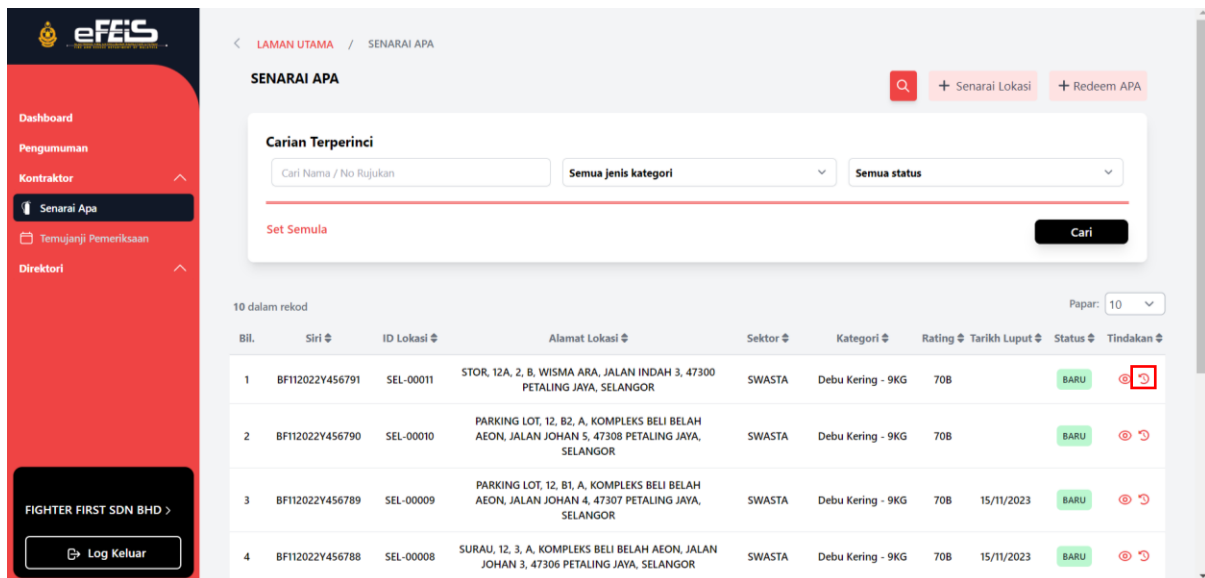 eFEiS
LAMAN UTAMA / SENARAI APA
SENARAI APA
+ Senarai Lokasi
+ Redeem APA
Dashboard
Pengumuman
Kontraktor
Senarai Apa
Temujanji Pemeriksaan
Direktori
FIGHTER FIRST SDN BHD >
Log Keluar
Carian Terperinci
Cari Nama / No Rujukan
Semua jenis kategori
Semua status
Set Semula
Cari
10 dalam rekod
Papar: 10
Bil. Siri ID Lokasi Alamat Lokasi Sektor Kategori Rating Tarikh Luput Status Tindakan
1 BF112022Y456791 SEL-00011 STOR, 12A, 2, B, WISMA ARA, JALAN INDAH 3, 47300 SWASTA Debu Kering - 9KG 70B BARU
PETALING JAYA, SELANGOR
2 BF112022Y456790 SEL-00010 PARKING LOT, 12, B2, A, KOMPLEKS BELI BELAH SWASTA Debu Kering - 9KG 70B BARU
AEON, JALAN JOHAN 5, 47308 PETALING JAYA,
SELANGOR
3 BF112022Y456789 SEL-00009 PARKING LOT, 12, B1, A, KOMPLEKS BELI BELAH SWASTA Debu Kering - 9KG 70B 15/11/2023 BARU
AEON, JALAN JOHAN 4, 47307 PETALING JAYA,
SELANGOR
4 BF112022Y456788 SEL-00008 SURAU, 12, 3, A, KOMPLEKS BELI BELAH AEON, JALAN SWASTA Debu Kering - 9KG 70B 15/11/2023 BARU
JOHAN 3, 47306 PETALING JAYA, SELANGOR